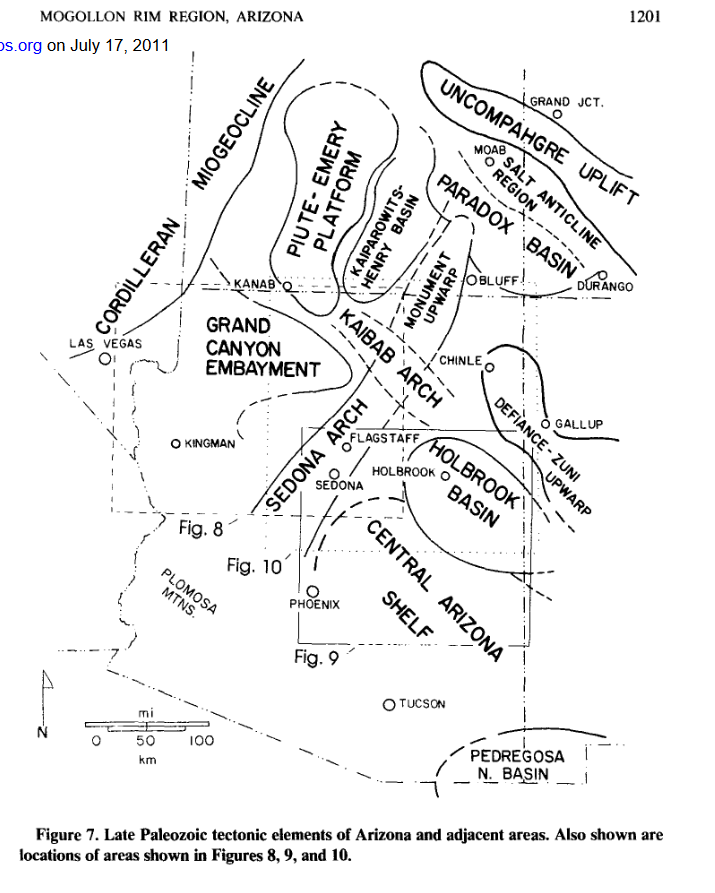 MOGOLLON RIM REGION, ARIZONA
1201
os.org on July 17, 2011
CORDILLERAN MIOGEOCLINE
PIUTE-EMERY
PLATFORM
KAIPAROWITS-
HENRY BASIN
UNCOMPAHGRE UPLIFT
GRAND JCT.
MOAB
SALT ANTICLINE
REGION
PARADOX BASIN
MONUMENT
UPWARP
BLUFF
DURANGO
KANAB
GRAND
CANYON
EMBAYMENT
LAS VEGAS
KAIBAB ARCH
CHINLE
DEFIANCE-ZUNI
UPWARP
GALLUP
KINGMAN
SEDONA ARCH
FLAGSTAFF
SEDONA
HOLBROOK
HOLBROOK
BASIN
Fig. 8
Fig. 10
CENTRAL ARIZONA
SHELF
PLOMOSA
MTNS.
PHOENIX
Fig. 9
TUCSON
N
mi
0 50 100
km
PEDREGOSA
N. BASIN
Figure 7. Late Paleozoic tectonic elements of Arizona and adjacent areas. Also shown are
locations of areas shown in Figures 8, 9, and 10.